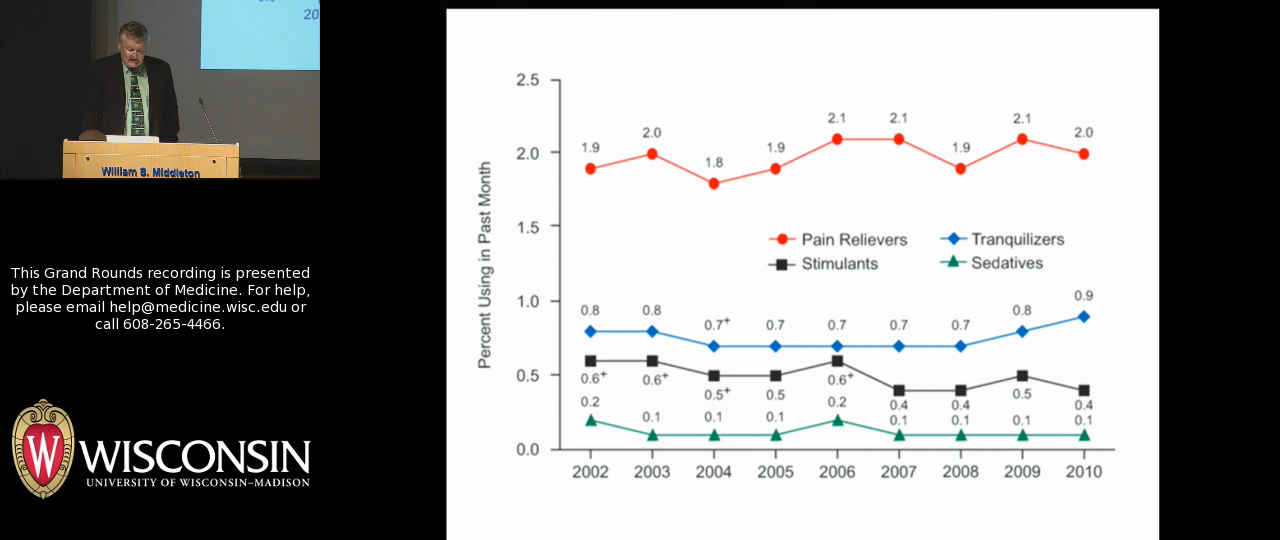 20
William S. Middleton
This Grand Rounds recording is presented
by the Department of Medicine. For help,
please email help@medicine.wisc.edu or
call 608-265-4466.
W
WISCONSIN
UNIVERSITY OF WISCONSIN–MADISON
Percent Using in Past Month
2.5
2.0
1.5
1.0
0.5
0.0
1.9 2.0 1.8 1.9 2.1 2.1 1.9 2.1 2.0
Pain Relievers Tranquilizers
Stimulants Sedatives
0.8 0.8 0.7+ 0.7 0.7 0.7 0.7 0.8 0.9
0.6+ 0.6+ 0.5+ 0.5 0.6+ 0.4 0.4 0.5 0.4
0.2 0.1 0.1 0.1 0.2 0.1 0.1 0.1 0.1
2002 2003 2004 2005 2006 2007 2008 2009 2010